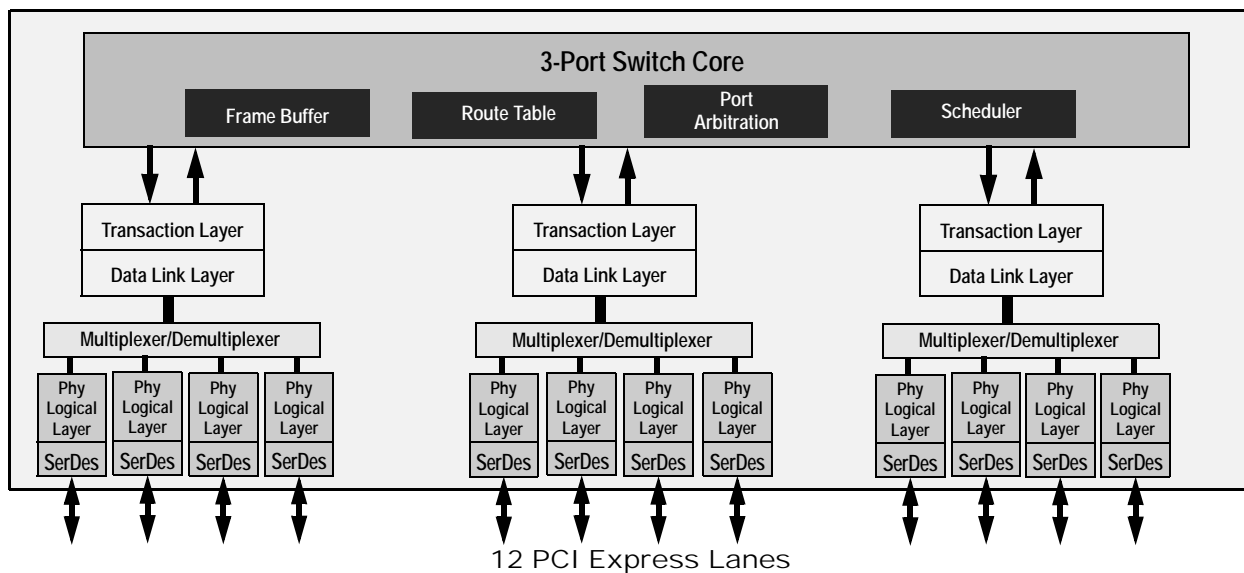 3-Port Switch Core
Frame Buffer
Route Table
Port
Arbitration
Scheduler
Transaction Layer
Data Link Layer
Transaction Layer
Data Link Layer
Transaction Layer
Data Link Layer
Multiplexer/Demultiplexer
Multiplexer/Demultiplexer
Multiplexer/Demultiplexer
Phy
Logical
Layer
SerDes
Phy
Logical
Layer
SerDes
Phy
Logical
Layer
SerDes
Phy
Logical
Layer
SerDes
Phy
Logical
Layer
SerDes
Phy
Logical
Layer
SerDes
Phy
Logical
Layer
SerDes
Phy
Logical
Layer
SerDes
Phy
Logical
Layer
SerDes
Phy
Logical
Layer
SerDes
Phy
Logical
Layer
SerDes
Phy
Logical
Layer
SerDes
12 PCI Express Lanes